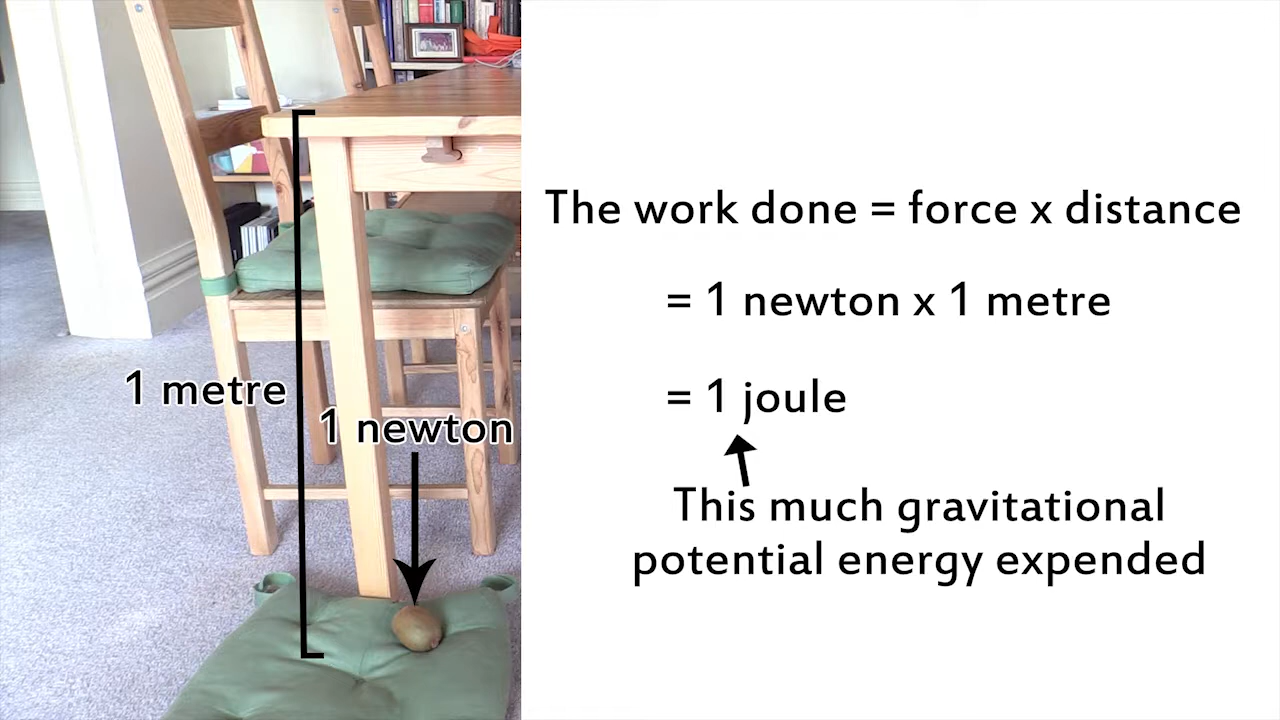 The work done = force x distance
= 1 newton x 1 metre
1 metre
= 1 joule
1 newton
This much gravitational
potential energy expended